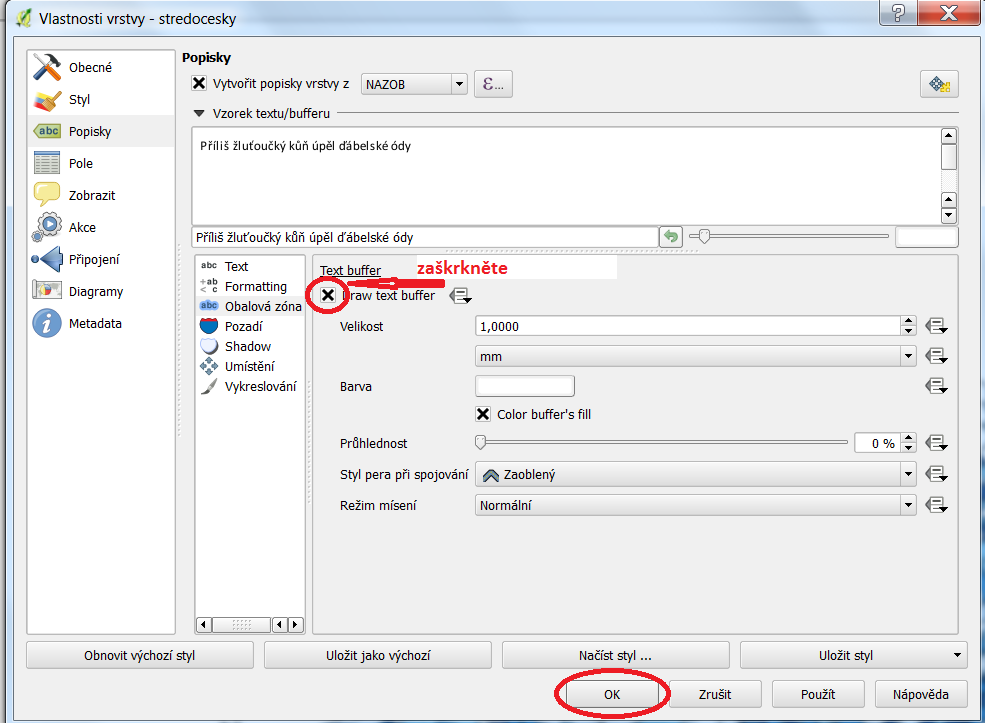 Vlastnosti vrstvy - stredocesky
Obecné
Styl
Popisky
Pole
Zobrazit
Akce
Připojení
Diagramy
Metadata
Popisky
Vytvořit popisky vrstvy z NAZOB ε...
Vzorek textu/bufferu
Příliš žluťoučký kůň úpěl ďábelské ódy
Příliš žluťoučký kůň úpěl ďábelské ódy
Text
Formatting
Obalová zóna
Pozadí
Shadow
Umístění
Vykreslování
Text buffer
zaškrkněte
Draw text buffer
Velikost 1,0000
mm
Barva
Color buffer's fill
Průhlednost 0 %
Styl pera při spojování Zaoblený
Režim mísení Normální
Obnovit výchozí styl Uložit jako výchozí Načíst styl ... Uložit styl
OK Zrušit Použít Nápověda